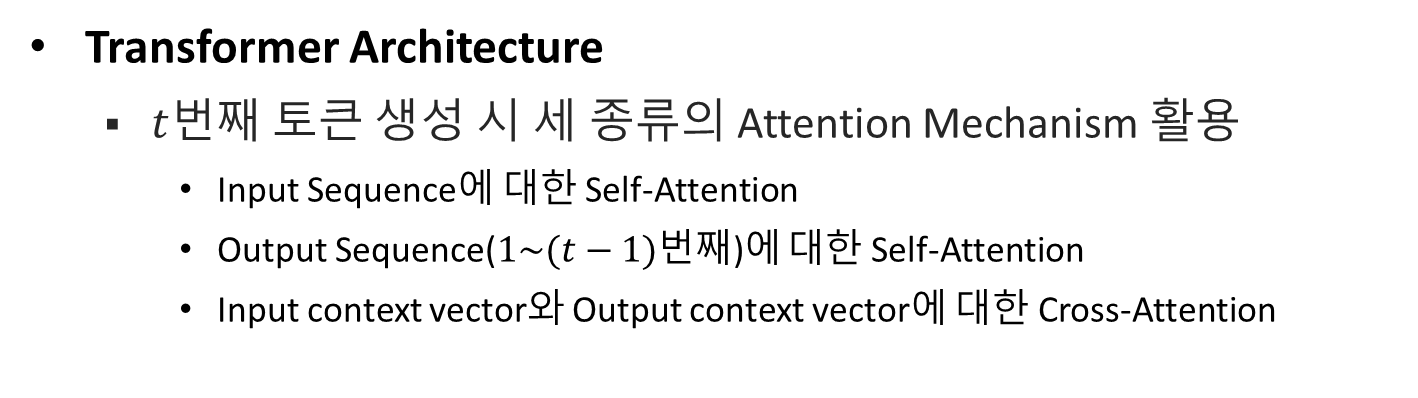 • Transformer Architecture
▪ t번째 토큰 생성 시 세 종류의 Attention Mechanism 활용
• Input Sequence에 대한 Self-Attention
• Output Sequence(1~(t − 1)번째)에 대한 Self-Attention
• Input context vector와 Output context vector에 대한 Cross-Attention